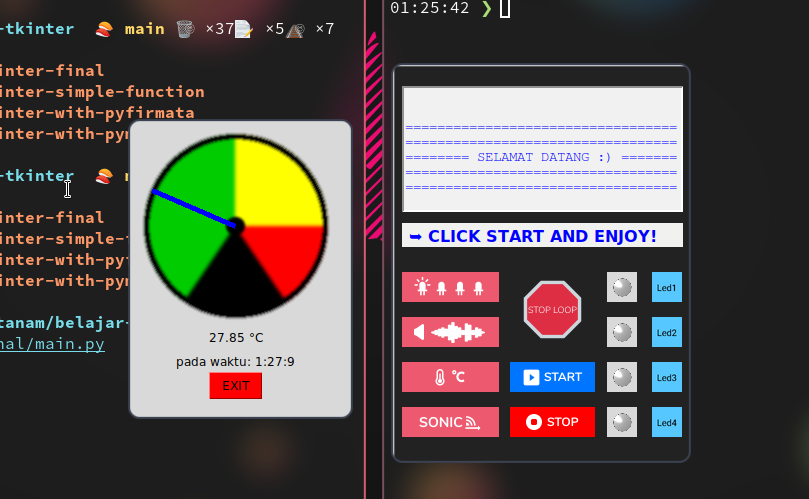 -tkinter main ×37 ×5 ×7
inter-final
inter-simple-function
inter-with-pyfirmata
inter-with-pyn
-tkinter
inter-final
inter-simple-
inter-with-py
inter-with-pyn
tanam/belajar-
nal/main.py
27.85 °C
pada waktu: 1:27:9
EXIT
01:25:42 ❯
==================================
==================================
======== SELAMAT DATANG :) =======
==================================
==================================
➥ CLICK START AND ENJOY!
STOP LOOP
Led1
Led2
°C
START
Led3
SONIC
STOP
Led4